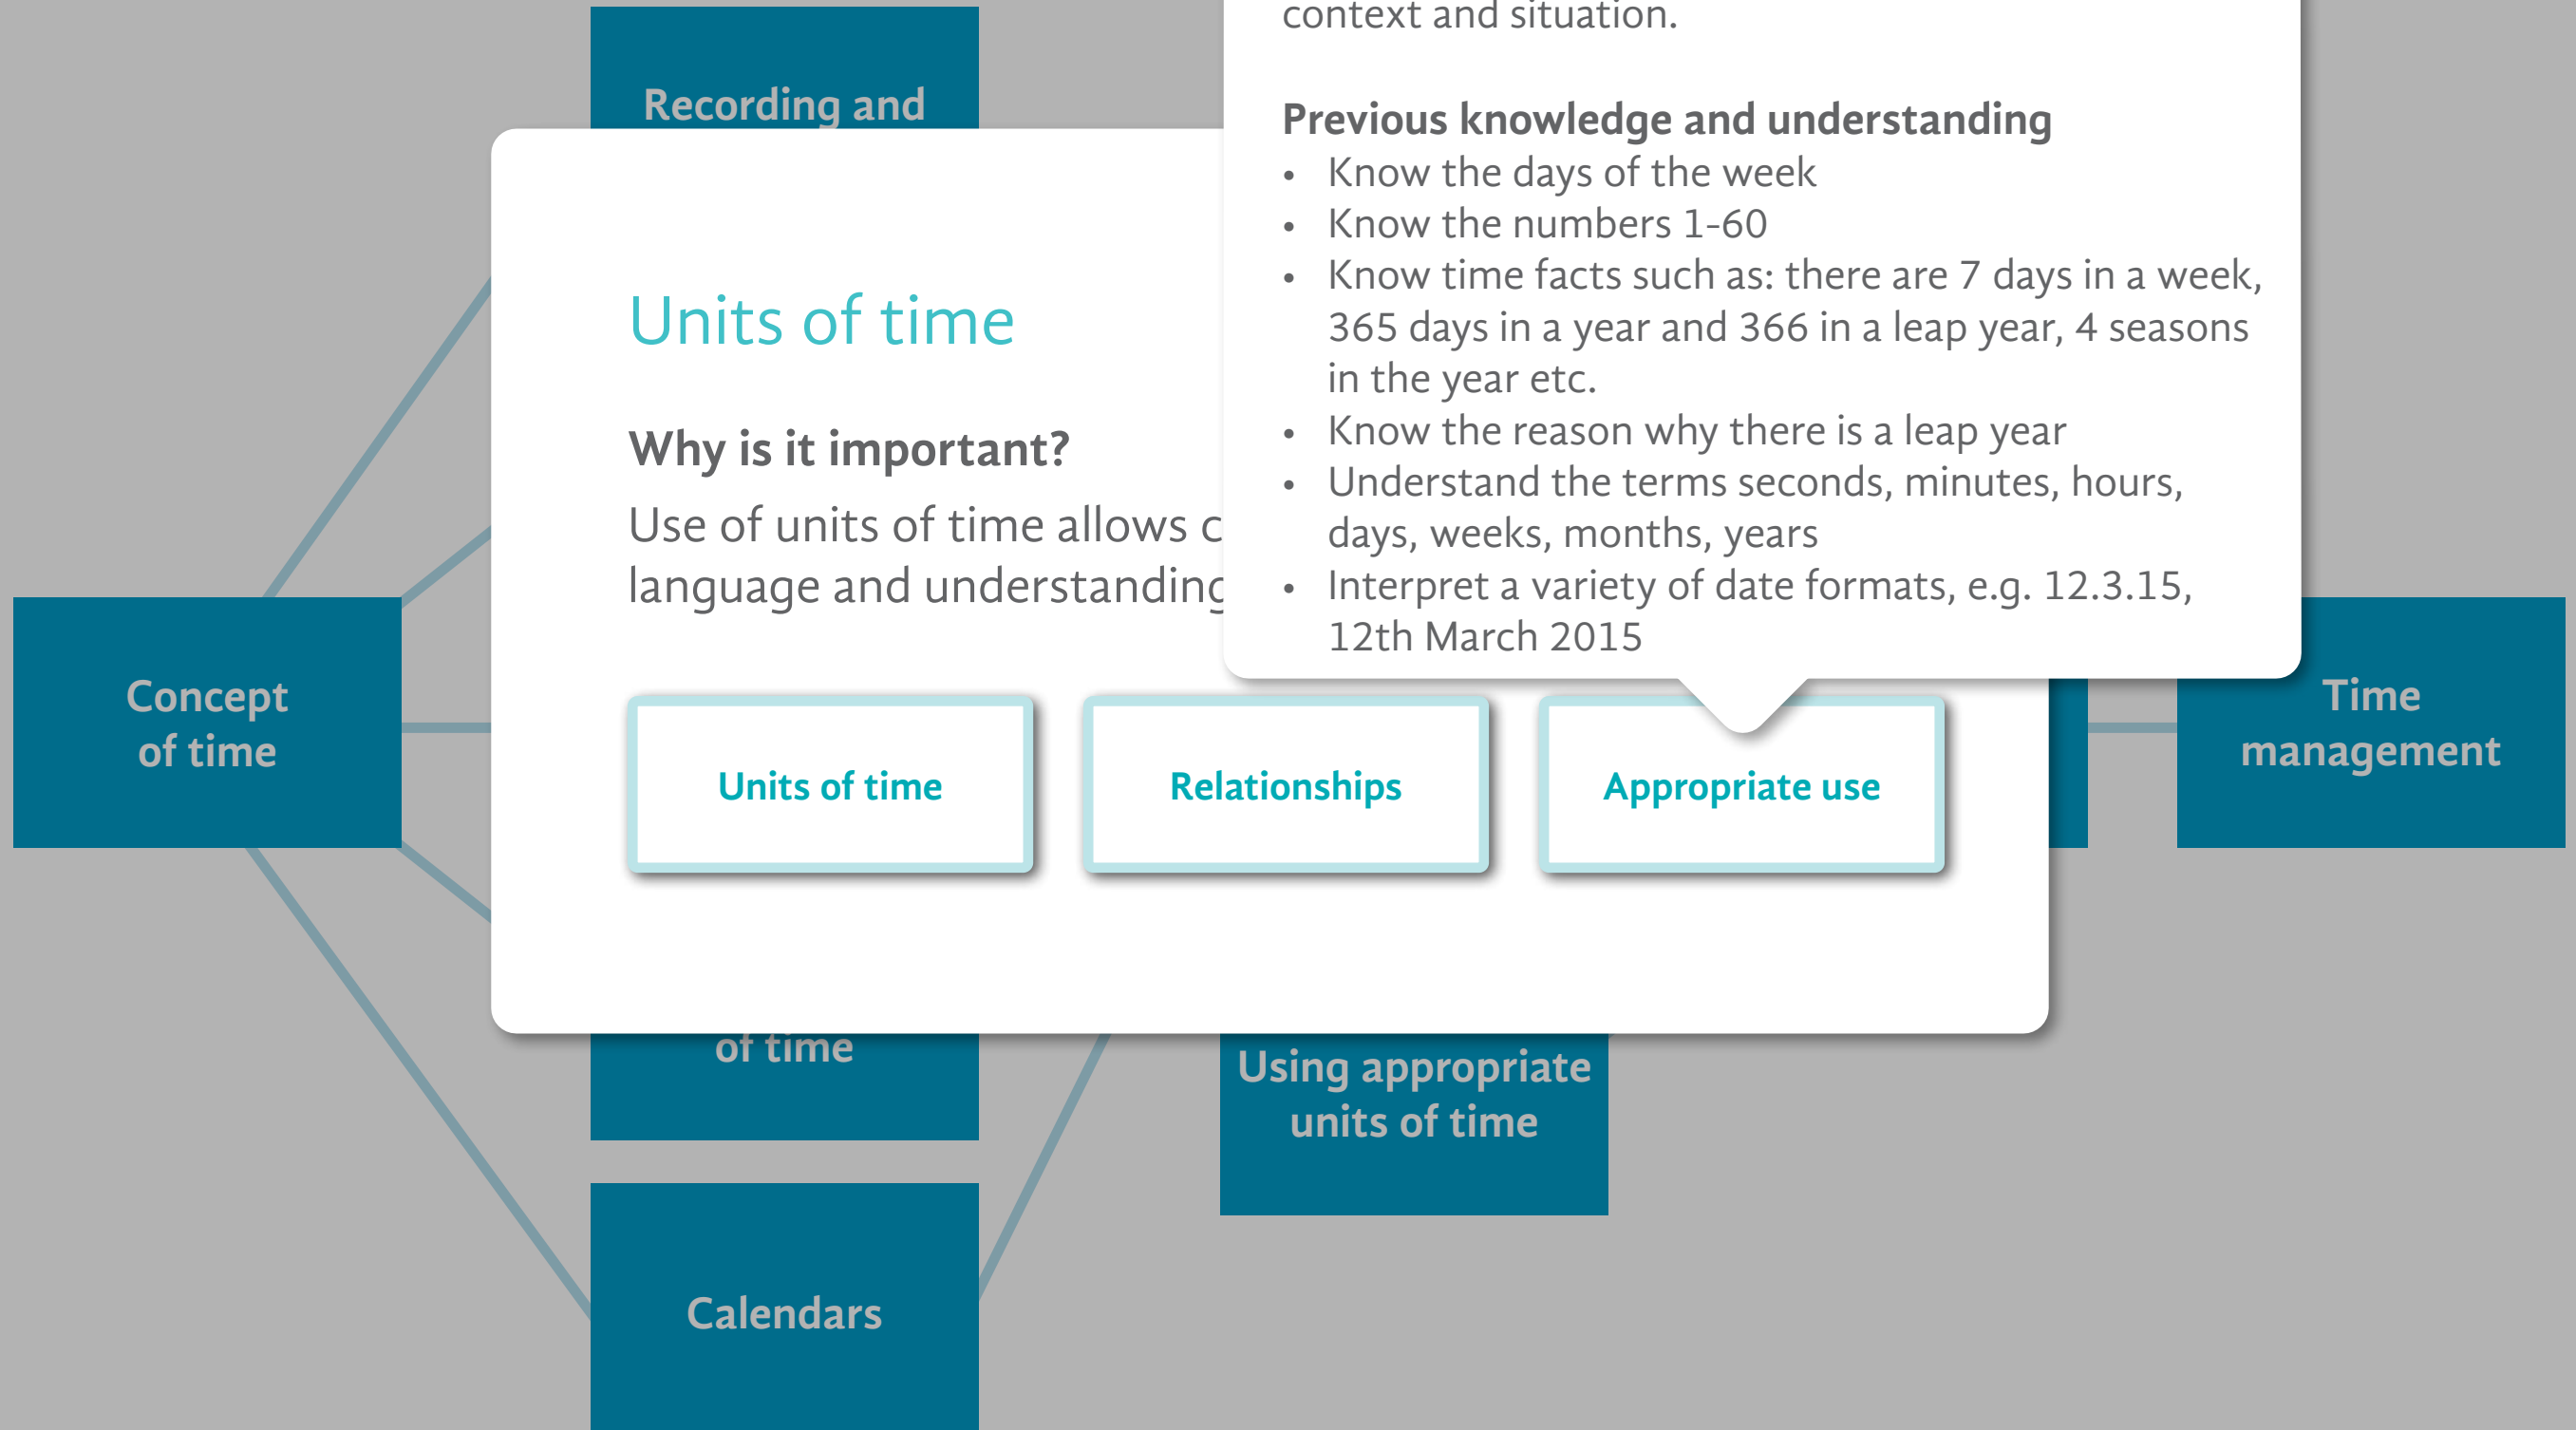 Recording and
context and situation.
Previous knowledge and understanding
• Know the days of the week
• Know the numbers 1-60
• Know time facts such as: there are 7 days in a week,
365 days in a year and 366 in a leap year, 4 seasons
in the year etc.
• Know the reason why there is a leap year
• Understand the terms seconds, minutes, hours,
days, weeks, months, years
• Interpret a variety of date formats, e.g. 12.3.15,
12th March 2015
Units of time
Why is it important?
Use of units of time allows
language and understanding
Concept
of time
Units of time
Relationships
Appropriate use
Time
management
of time
Using appropriate
units of time
Calendars